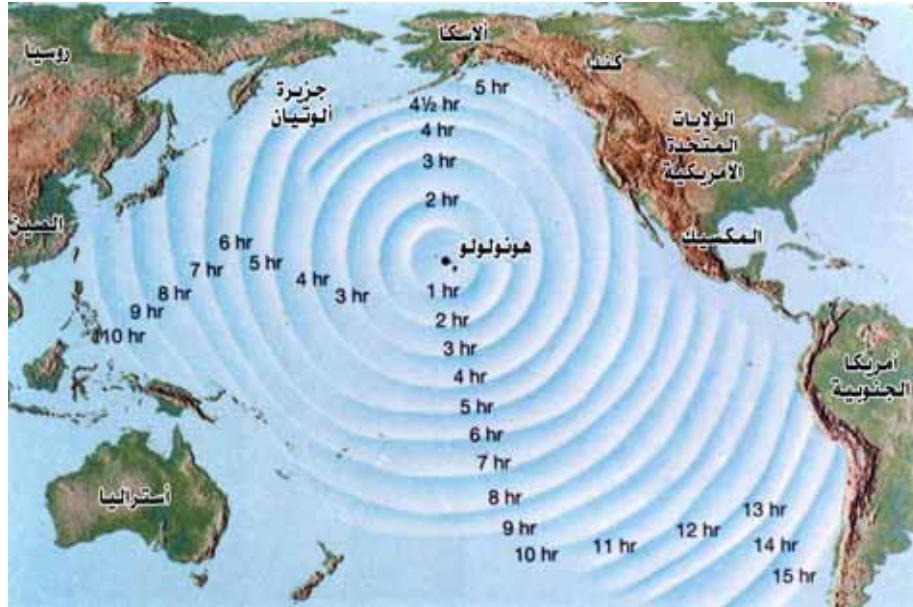 ألاسكا
روسيا
كندا
جزيرة
ألوتيان
5 hr
4½ hr
4 hr
3 hr
2 hr
الولايات
المتحدة
الأمريكية
الصين
المكسيك
هونولولو
6 hr
5 hr
7 hr
4 hr
8 hr
3 hr
9 hr
10 hr
1 hr
2 hr
3 hr
4 hr
5 hr
6 hr
7 hr
8 hr
9 hr
10 hr
11 hr
12 hr
13 hr
14 hr
15 hr
أمريكا
الجنوبية
أستراليا